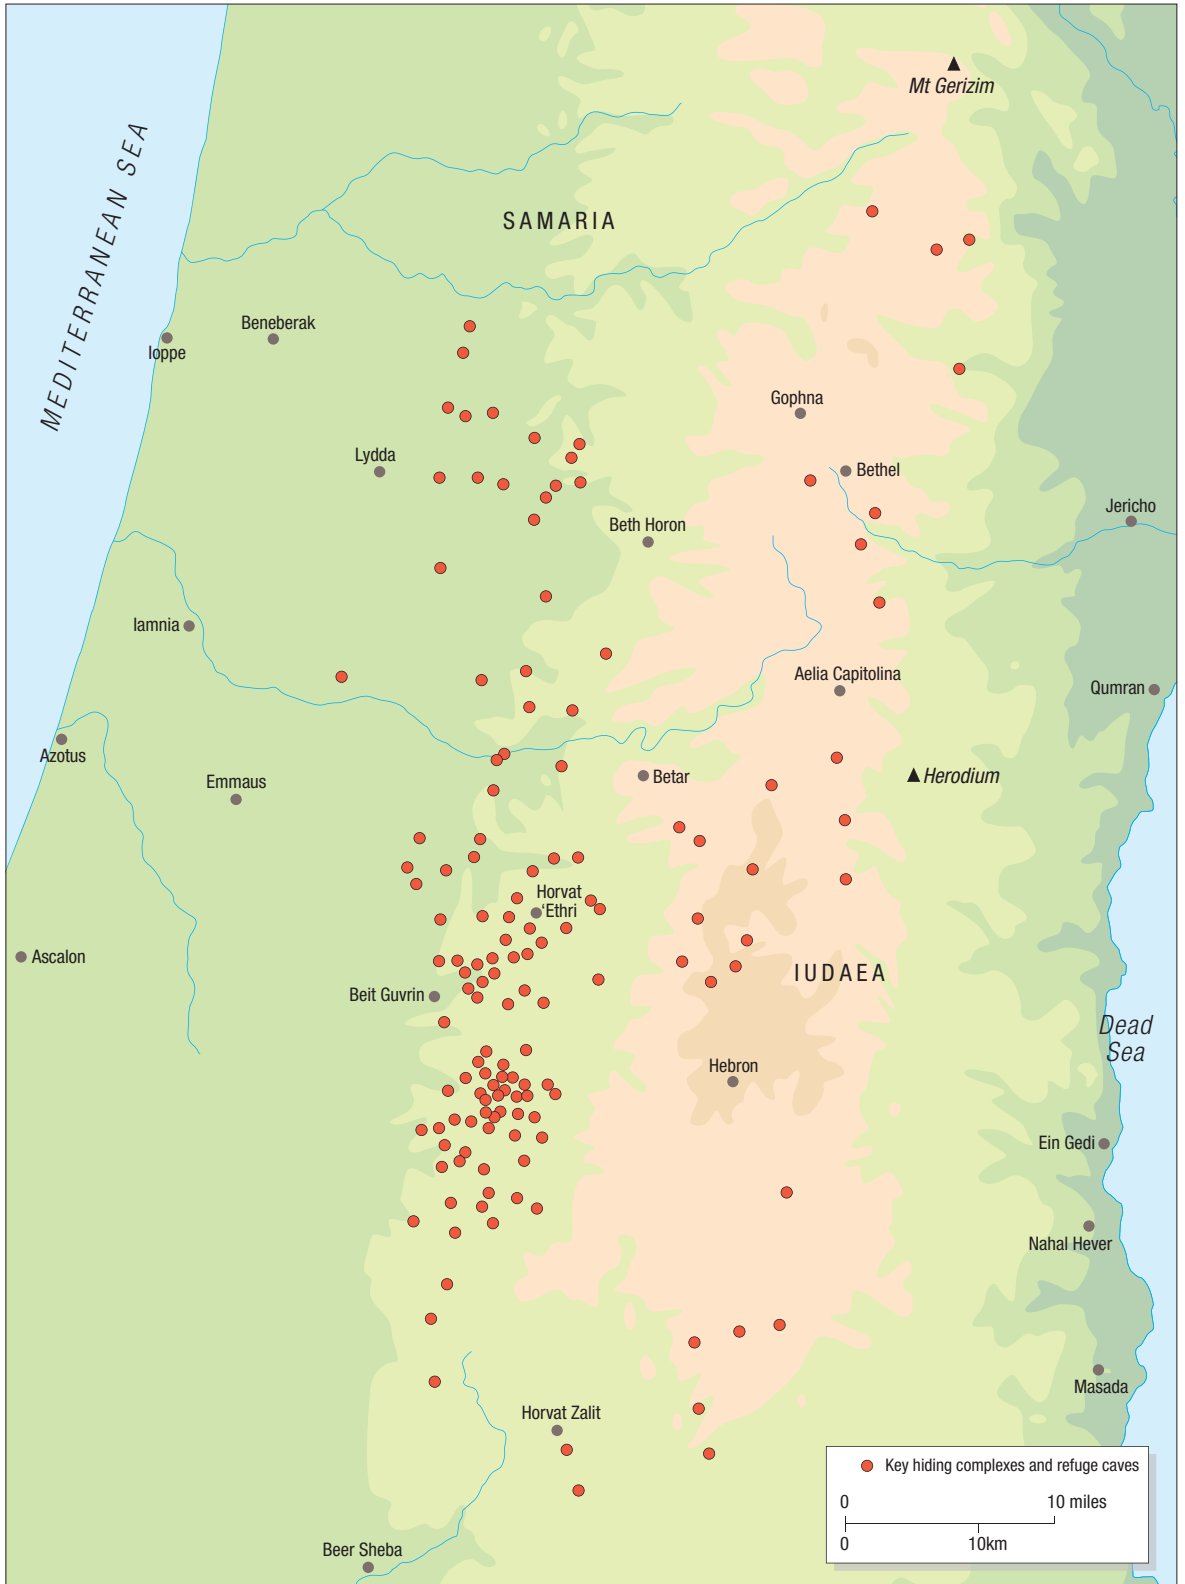 Mt Gerizim
MEDITERRANEAN SEA
SAMARIA
Beneberak
Ioppe
Gophna
Lydda
Bethel
Jericho
Beth Horon
Iamnia
Aelia Capitolina
Qumran
Azotus
Emmaus
Betar
Herodium
Horvat
‘Ethri
Ascalon
IUDAEA
Beit Guvrin
Dead
Sea
Hebron
Ein Gedi
Nahal Hever
Masada
Horvat Zalit
Key hiding complexes and refuge caves
0 10 miles
0 10km
Beer Sheba